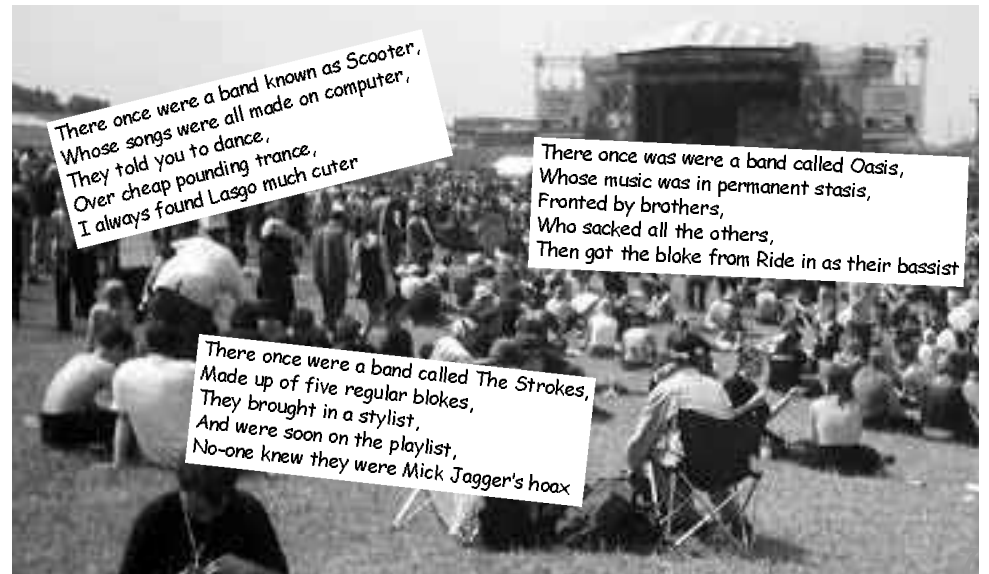 There once were a band known as Scooter,
Whose songs were all made on computer,
They told you to dance,
Over cheap pounding trance,
I always found Lasgo much cuter
There once was were a band called Oasis,
Whose music was in permanent stasis,
Fronted by brothers,
Who sacked all the others,
Then got the bloke from Ride in as their bassist
There once were a band called The Strokes,
Made up of five regular blokes,
They brought in a stylist,
And were soon on the playlist,
No-one knew they were Mick Jagger's hoax